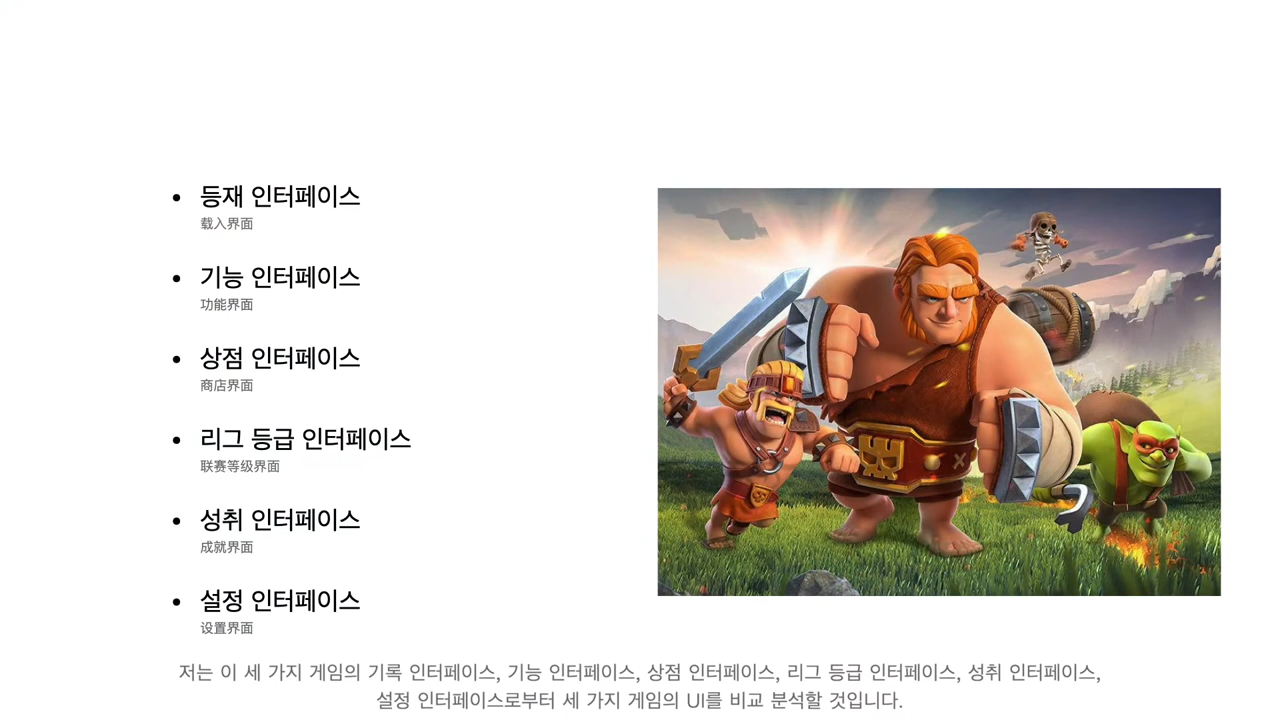 등재 인터페이스
载入界面
기능 인터페이스
功能界面
상점 인터페이스
商店界面
리그 등급 인터페이스
联赛等级界面
성취 인터페이스
成就界面
설정 인터페이스
设置界面
저는 이 세 가지 게임의 기록 인터페이스, 기능 인터페이스, 상점 인터페이스, 리그 등급 인터페이스, 성취 인터페이스,
설정 인터페이스로부터 세 가지 게임의 UI를 비교 분석할 것입니다.